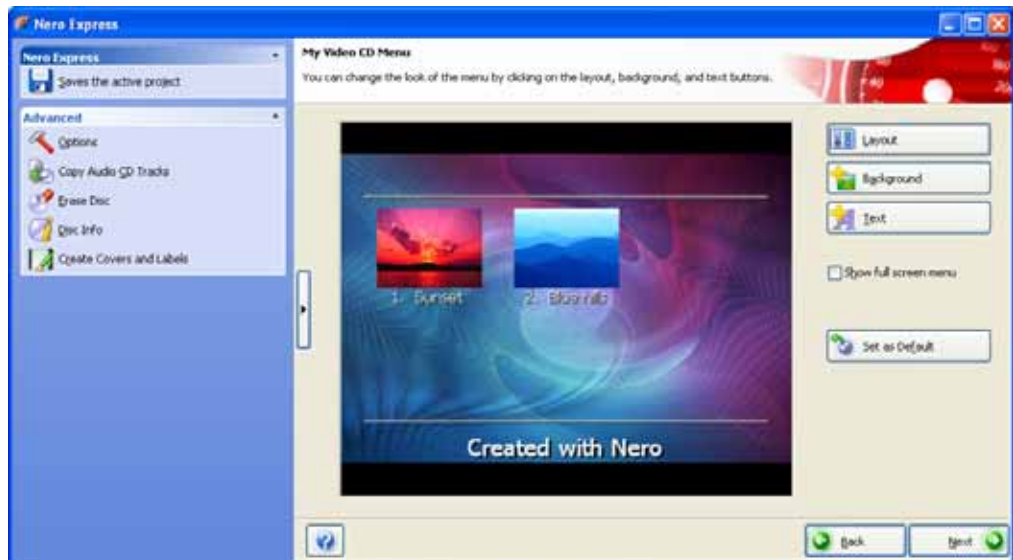 Nero Express
Nero Express
Saves the active project
Advanced
Options
Copy Audio CD Tracks
Erase Disc
Disc Info
Create Covers and Labels
My Video CD Menu
You can change the look of the menu by clicking on the layout, background, and text buttons.
1. Sunset
2. Blue hills
Created with Nero
Layout
Background
Text
Show full screen menu
Set as Default
Back
Next